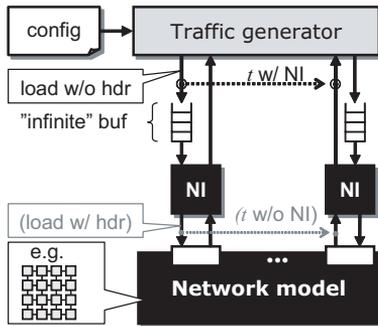 config
Traffic generator
load w/o hdr
t w/ NI
"infinite" buf
NI
NI
(load w/ hdr)
(t w/o NI)
e.g.
...
Network model